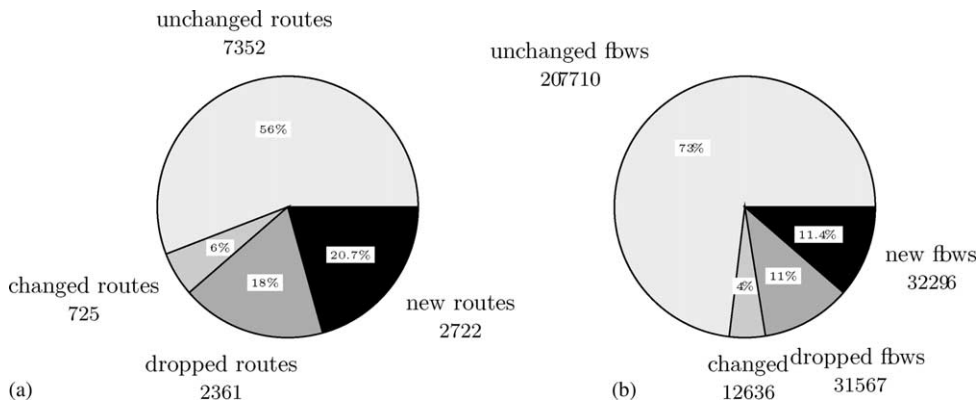 unchanged routes
7352
56%
6%
18%
20.7%
changed routes
725
new routes
2722
dropped routes
2361
(a)
unchanged fbws
207710
73%
11.4%
11%
4%
new fbws
32296
changed
12636
dropped fbws
31567
(b)